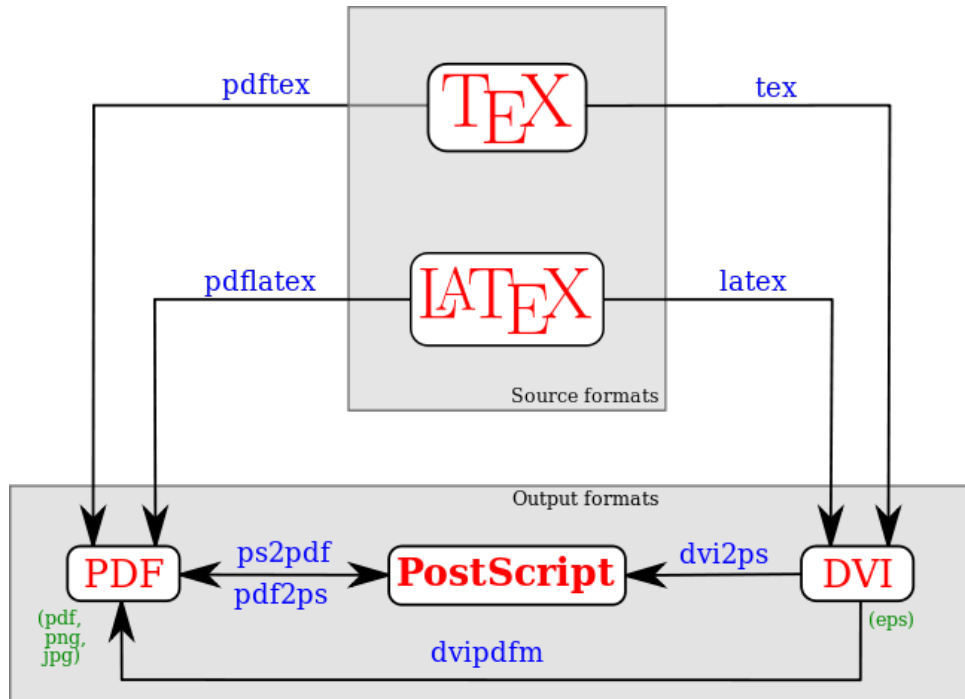 pdftex
TEX
tex
pdflatex
LATEX
latex
Source formats
Output formats
PDF
ps2pdf
pdf2ps
PostScript
dvi2ps
DVI
(pdf,
png,
jpg)
(eps)
dvipdfm